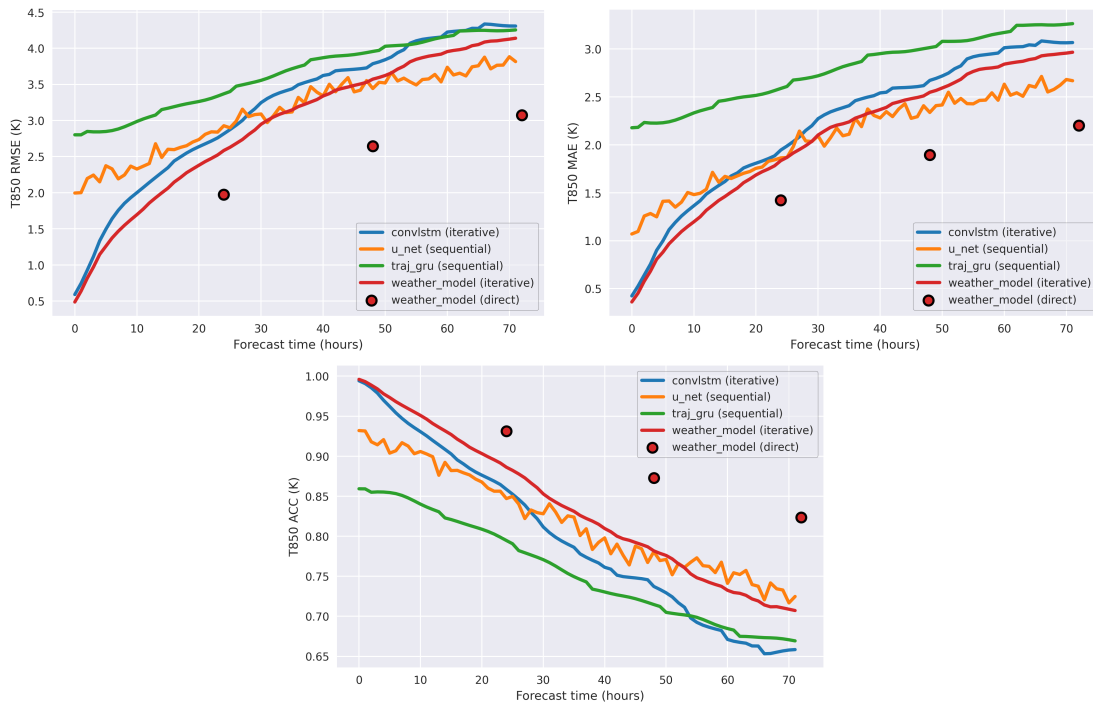 4.5
4.0
3.5
3.0
2.5
2.0
1.5
1.0
0.5
T850 RMSE (K)
convlstm (iterative)
u_net (sequential)
traj_gru (sequential)
weather_model (iterative)
weather_model (direct)
0 10 20 30 40 50 60 70
Forecast time (hours)
3.0
2.5
2.0
1.5
1.0
0.5
T850 MAE (K)
convlstm (iterative)
u_net (sequential)
traj_gru (sequential)
weather_model (iterative)
weather_model (direct)
0 10 20 30 40 50 60 70
Forecast time (hours)
1.00
0.95
0.90
0.85
0.80
0.75
0.70
0.65
T850 ACC (K)
convlstm (iterative)
u_net (sequential)
traj_gru (sequential)
weather_model (iterative)
weather_model (direct)
0 10 20 30 40 50 60 70
Forecast time (hours)